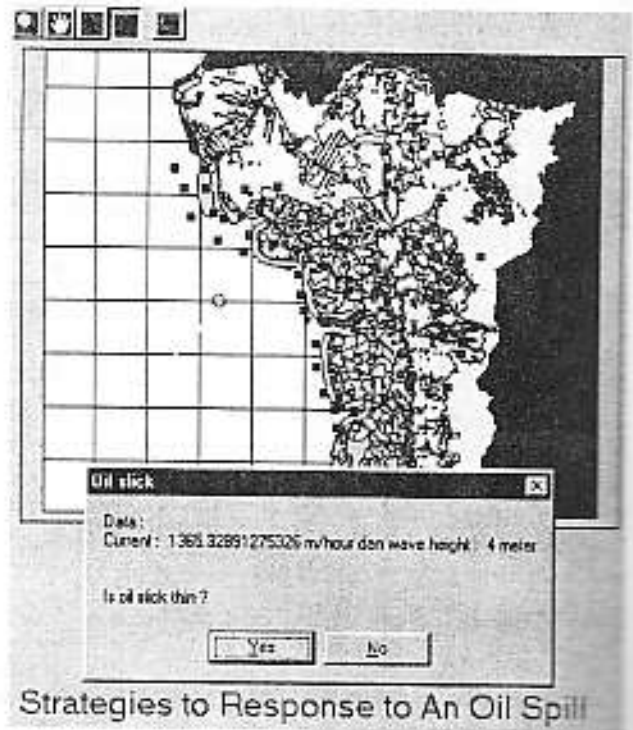 Oil slick
Data :
Current : 1365.32891275326 m/hour dan wave height : 4 meter
Is oil slick thin ?
Yes No
Strategies to Response to An Oil Spill